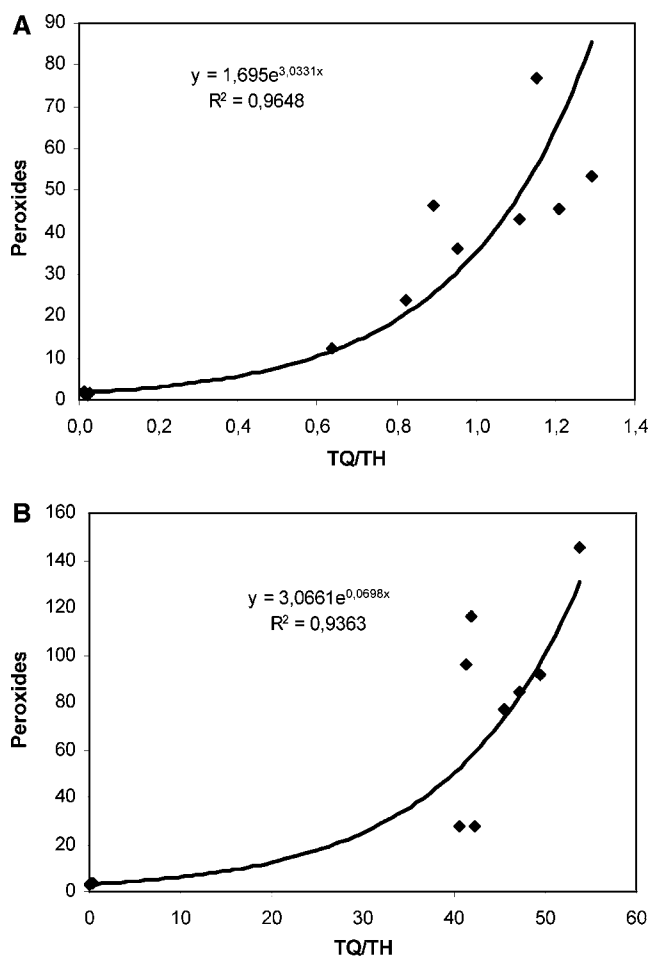 A
90
80
70
60
50
40
30
20
10
0
Peroxides
y = 1,695e^3,0331x
R² = 0,9648
0,0 0,2 0,4 0,6 0,8 1,0 1,2 1,4
TQ/TH
B
160
140
120
100
80
60
40
20
0
Peroxides
y = 3,0661e^0,0698x
R² = 0,9363
0 10 20 30 40 50 60
TQ/TH